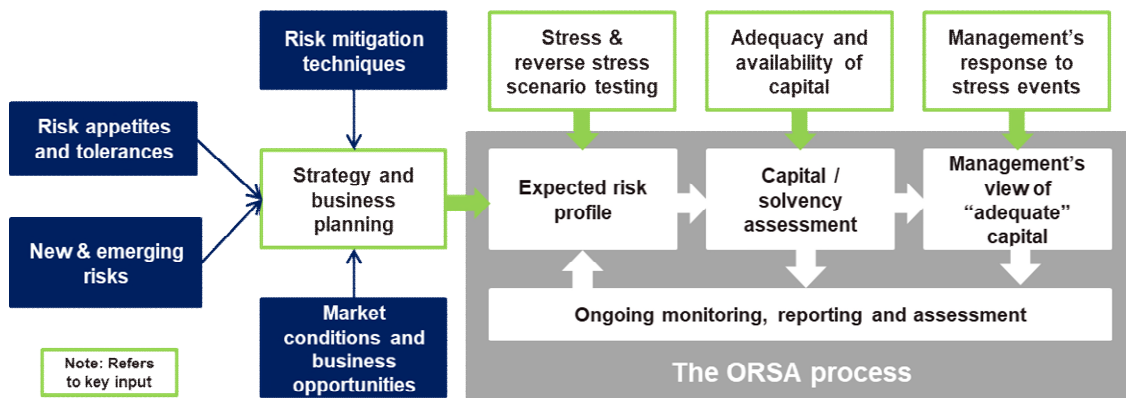 Risk mitigation
techniques
Stress &
reverse stress
scenario testing
Adequacy and
availability of
capital
Management's
response to
stress events
Risk appetites
and tolerances
Strategy and
business
planning
Expected risk
profile
Capital /
solvency
assessment
Management's
view of
“adequate”
capital
New & emerging
risks
Market
conditions and
business
opportunities
Ongoing monitoring, reporting and assessment
Note: Refers
to key input
The ORSA process